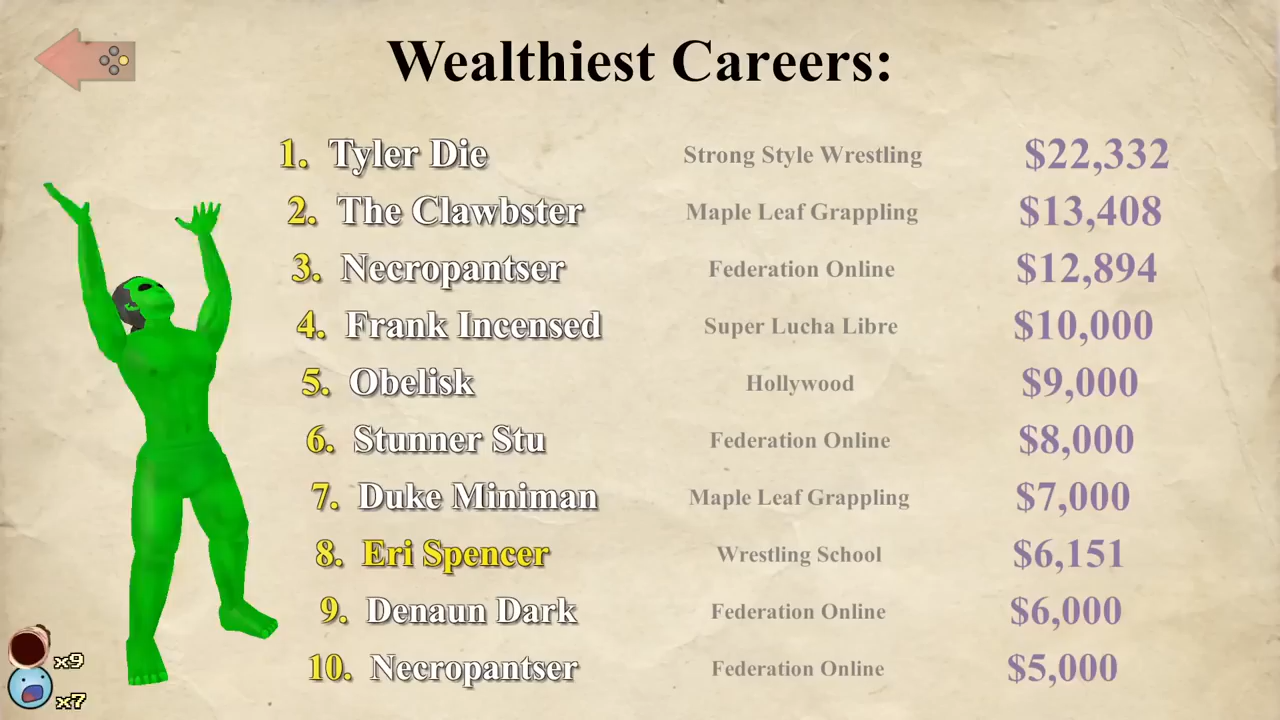 Wealthiest Careers:
1. Tyler Die Strong Style Wrestling $22,332
2. The Clawbster Maple Leaf Grappling $13,408
3. Necropantser Federation Online $12,894
4. Frank Incensed Super Lucha Libre $10,000
5. Obelisk Hollywood $9,000
6. Stunner Stu Federation Online $8,000
7. Duke Miniman Maple Leaf Grappling $7,000
8. Eri Spencer Wrestling School $6,151
9. Denaun Dark Federation Online $6,000
10. Necropantser Federation Online $5,000
x9
x7